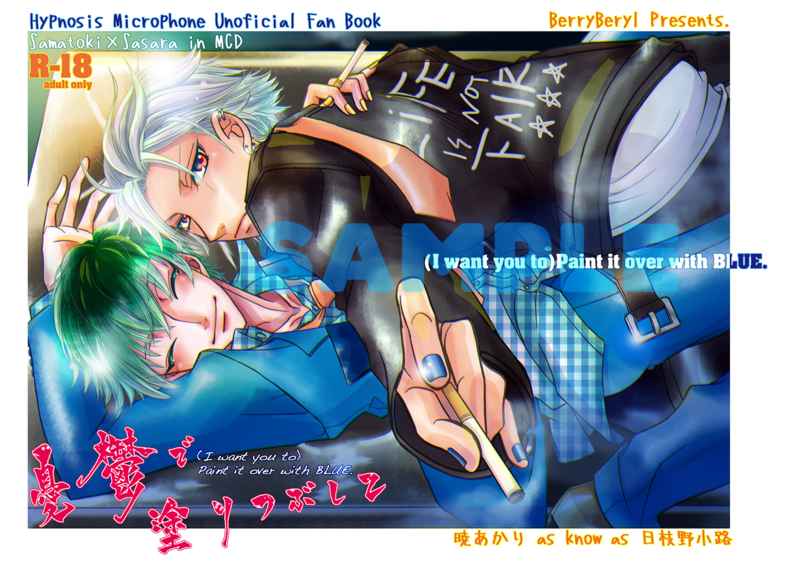 Hypnosis Microphone Unoficial Fan Book
BerryBeryl Presents.
Samatoki×Sasara in MCD
R-18
adult only
LiFE
is NOT
FAIR
☆☆☆
SAMPLE
(I want you to)Paint it over with BLUE.
憂鬱で
塗りつぶして
(I want you to)
Paint it over with BLUE.
暁あかり as know as 日枝野小路